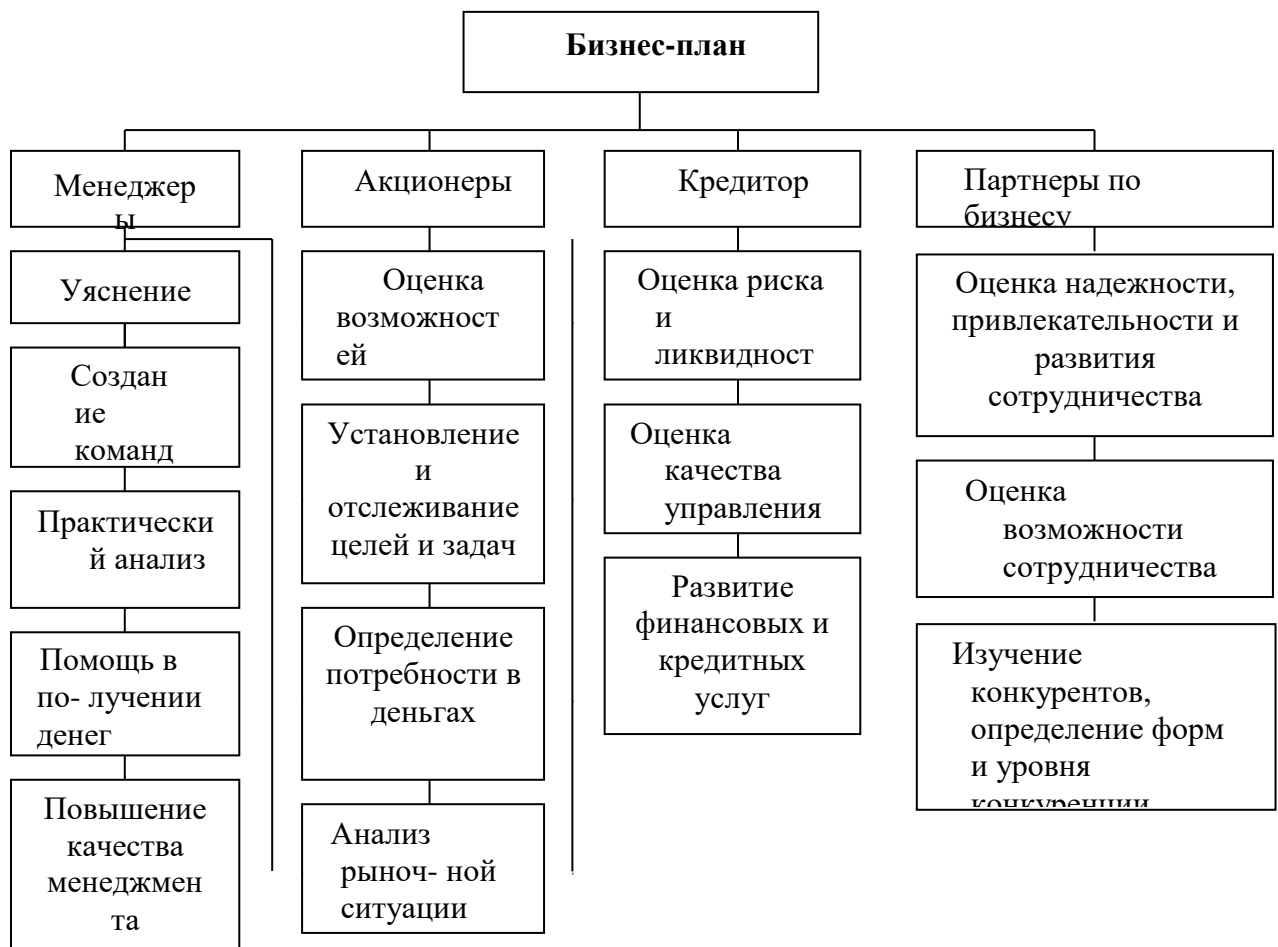 Бизнес-план
Менеджер
ы
Уяснение
Создан
ие
команд
Практически
й анализ
Помощь в
по- лучении
денег
Повышение
качества
менеджмен
та
Акционеры
Оценка
возможност
ей
Установление
и
отслеживание
целей и задач
Определение
потребности в
деньгах
Анализ
рыноч- ной
ситуации
Кредитор
Оценка риска
и
ликвидност
Оценка
качества
управления
Развитие
финансовых и
кредитных
услуг
Партнеры по
бизнесу
Оценка надежности,
привлекательности и
развития
сотрудничества
Оценка
возможности
сотрудничества
Изучение
конкурентов,
определение форм
и уровня
конкуренции